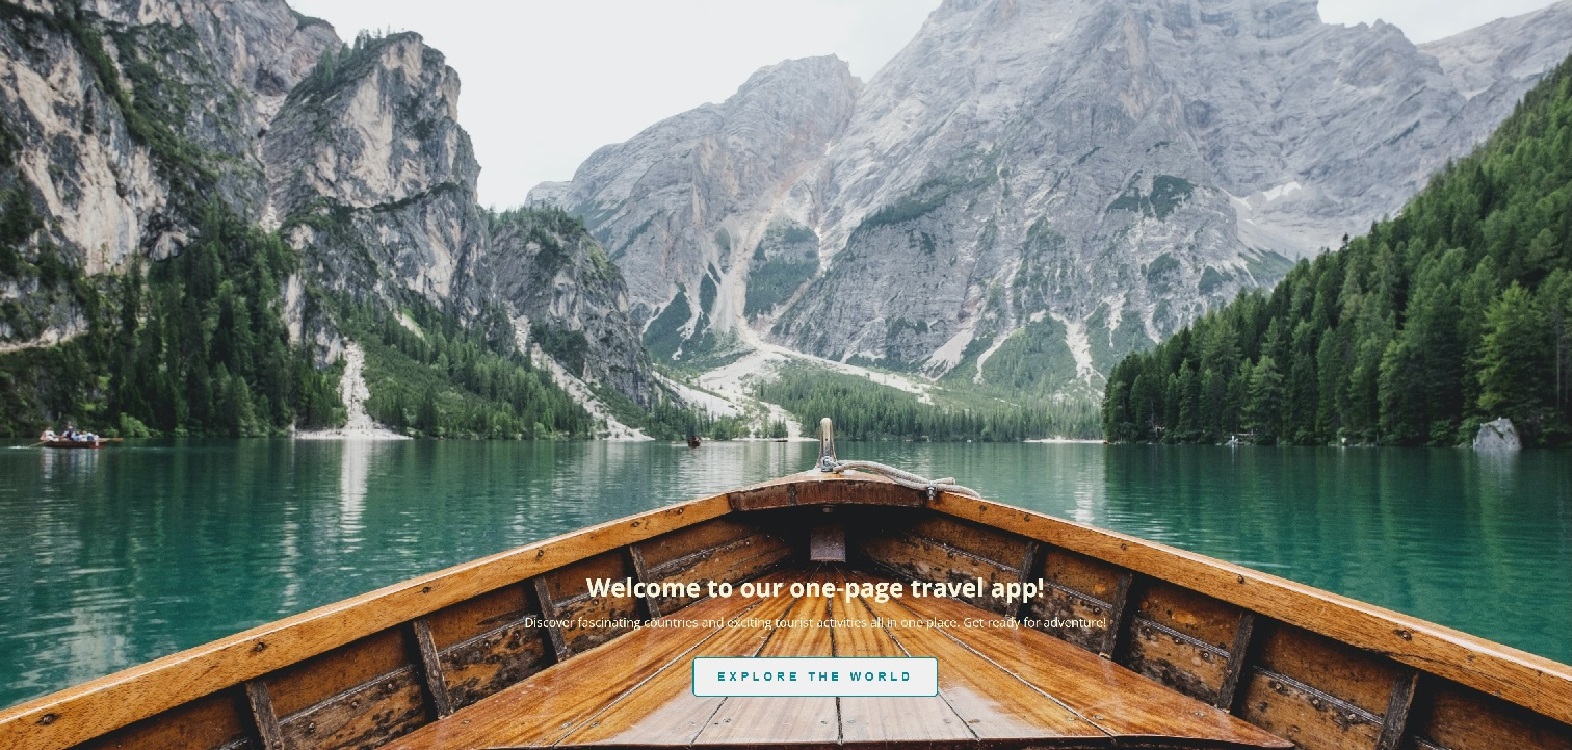 Welcome to our one-page travel app!
Discover fascinating countries and exciting tourist activities all in one place. Get ready for adventure!
EXPLORE THE WORLD